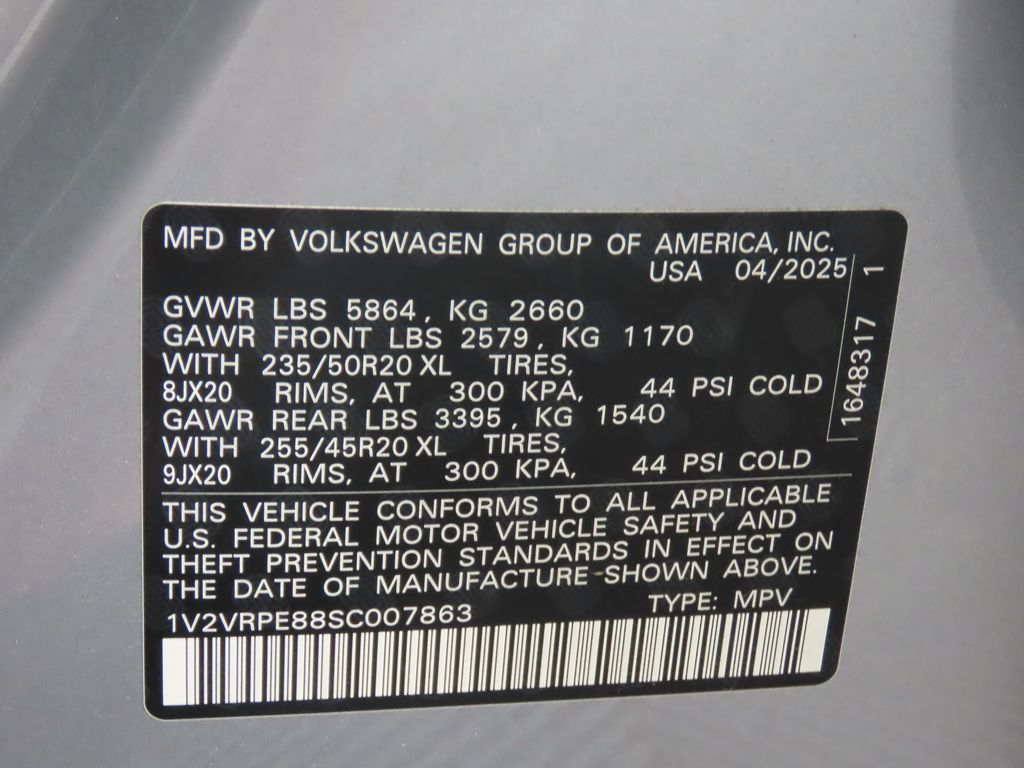 MFD BY VOLKSWAGEN GROUP OF AMERICA, INC.
USA 04/2025
GVWR LBS 5864, KG 2660
GAWR FRONT LBS 2579, KG 1170
WITH 235/50R20 XL TIRES,
8JX20 RIMS, AT 300 KPA, 44 PSI COLD
GAWR REAR LBS 3395, KG 1540
WITH 255/45R20 XL TIRES,
9JX20 RIMS, AT 300 KPA, 44 PSI COLD
1648317 1
THIS VEHICLE CONFORMS TO ALL APPLICABLE
U.S. FEDERAL MOTOR VEHICLE SAFETY AND
THEFT PREVENTION STANDARDS IN EFFECT ON
THE DATE OF MANUFACTURE SHOWN ABOVE.
TYPE: MPV
1V2VRPE88SC007863